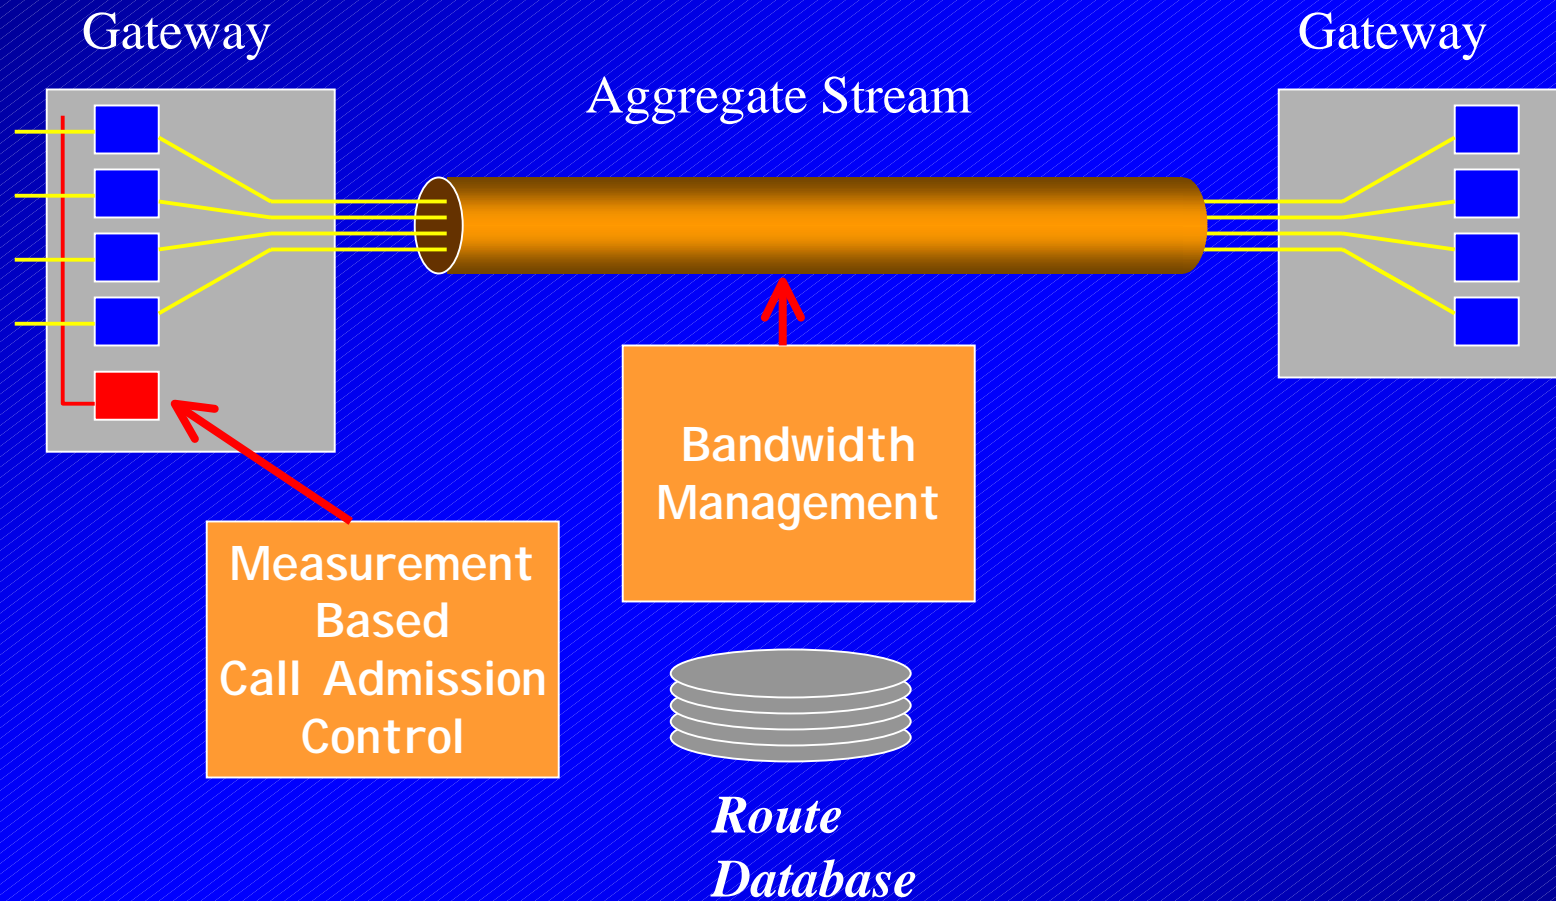 Gateway
Gateway
Aggregate Stream
Bandwidth
Management
Measurement
Based
Call Admission
Control
Route
Database